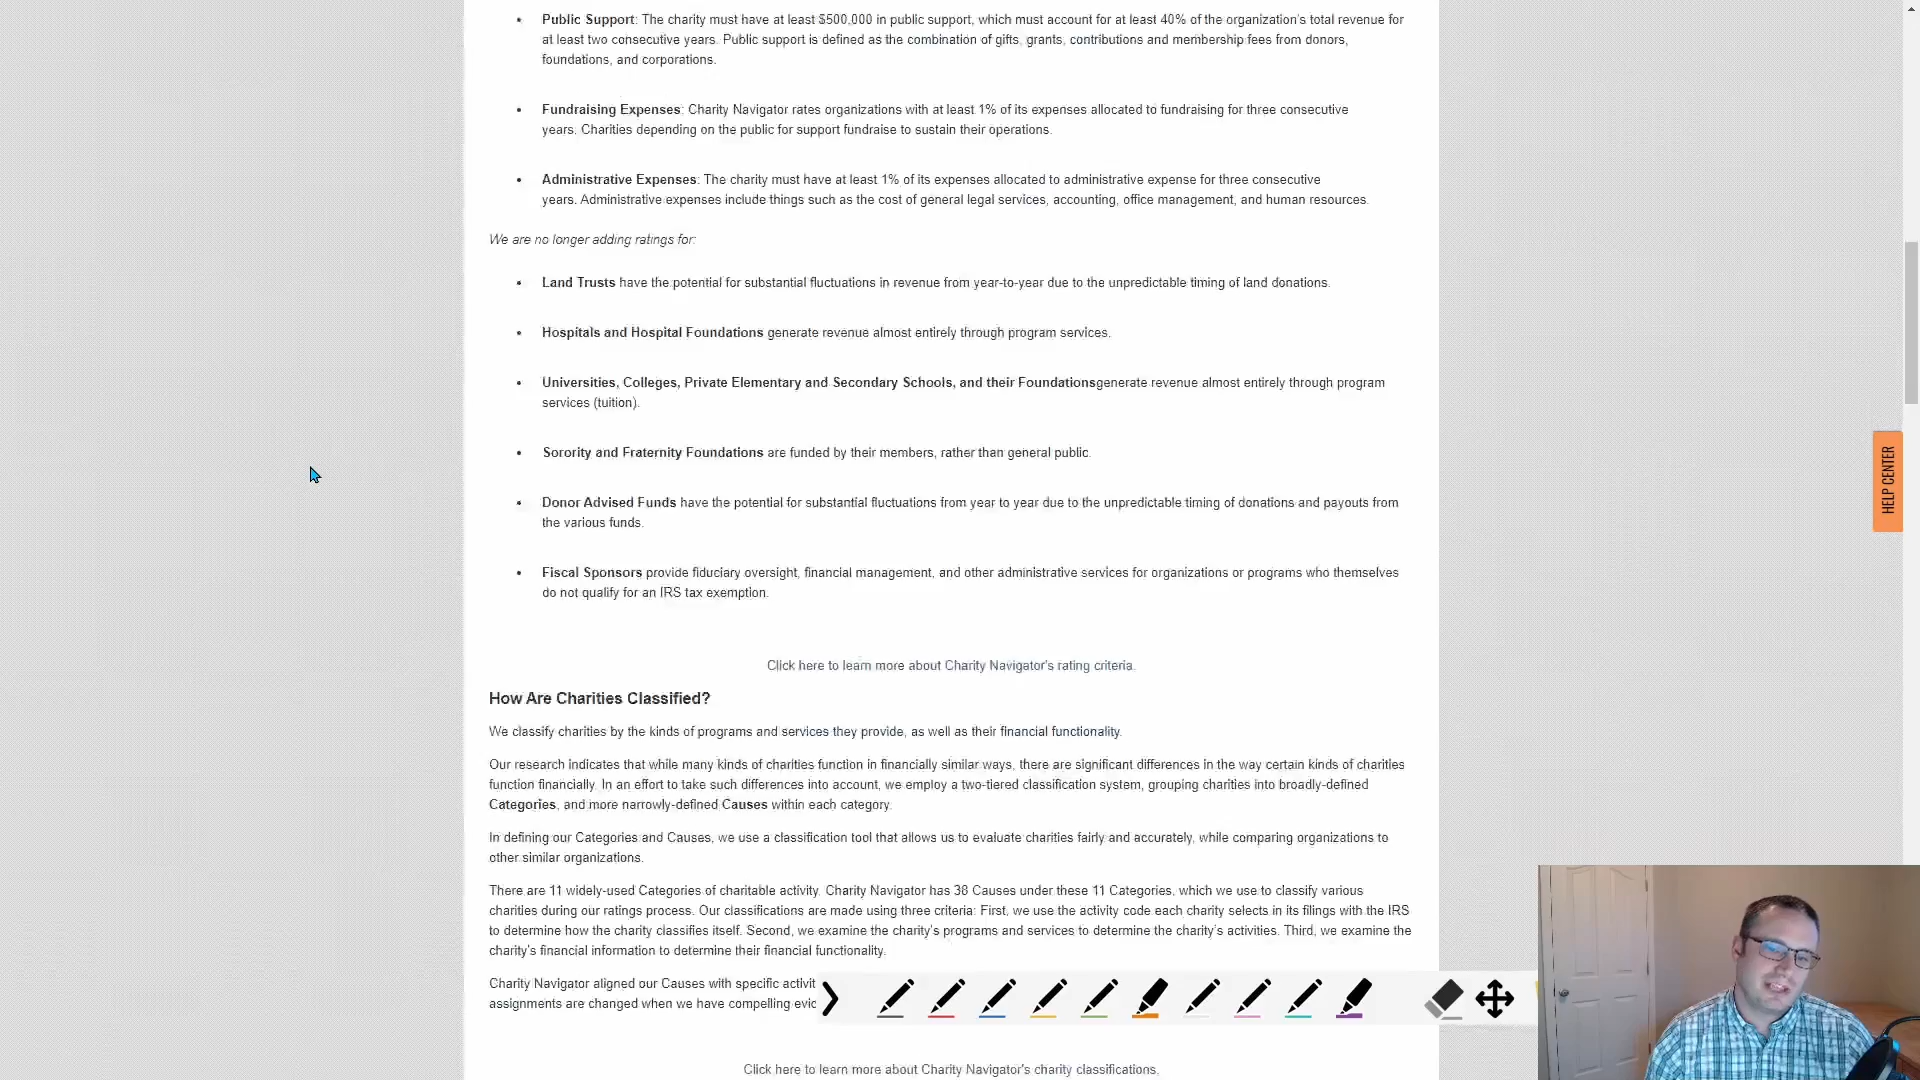 Public Support: The charity must have at least $500,000 in public support, which must account for at least 40% of the organization's total revenue for
at least two consecutive years. Public support is defined as the combination of gifts, grants, contributions and membership fees from donors,
foundations, and corporations.
Fundraising Expenses: Charity Navigator rates organizations with at least 1% of its expenses allocated to fundraising for three consecutive
years. Charities depending on the public for support fundraise to sustain their operations.
Administrative Expenses: The charity must have at least 1% of its expenses allocated to administrative expense for three consecutive
years. Administrative expenses include things such as the cost of general legal services, accounting, office management, and human resources.
We are no longer adding ratings for:
Land Trusts have the potential for substantial fluctuations in revenue from year-to-year due to the unpredictable timing of land donations.
Hospitals and Hospital Foundations generate revenue almost entirely through program services.
Universities, Colleges, Private Elementary and Secondary Schools, and their Foundationsgenerate revenue almost entirely through program
services (tuition).
Sorority and Fraternity Foundations are funded by their members, rather than general public.
Donor Advised Funds have the potential for substantial fluctuations from year to year due to the unpredictable timing of donations and payouts from
the various funds.
Fiscal Sponsors provide fiduciary oversight, financial management, and other administrative services for organizations or programs who themselves
do not qualify for an IRS tax exemption.
Click here to learn more about Charity Navigator's rating criteria.
How Are Charities Classified?
We classify charities by the kinds of programs and services they provide, as well as their financial functionality.
Our research indicates that while many kinds of charities function in financially similar ways, there are significant differences in the way certain kinds of charities
function financially. In an effort to take such differences into account, we employ a two-tiered classification system, grouping charities into broadly-defined
Categories, and more narrowly-defined Causes within each category.
In defining our Categories and Causes, we use a classification tool that allows us to evaluate charities fairly and accurately, while comparing organizations to
other similar organizations.
There are 11 widely-used Categories of charitable activity. Charity Navigator has 38 Causes under these 11 Categories, which we use to classify various
charities during our ratings process. Our classifications are made using three criteria: First, we use the activity code each charity selects in its filings with the IRS
to determine how the charity classifies itself. Second, we examine the charity's programs and services to determine the charity's activities. Third, we examine the
charity's financial information to determine their financial functionality.
Charity Navigator aligned our Causes with specific activit
assignments are changed when we have compelling evic
Click here to learn more about Charity Navigator's charity classifications.
HELP CENTER